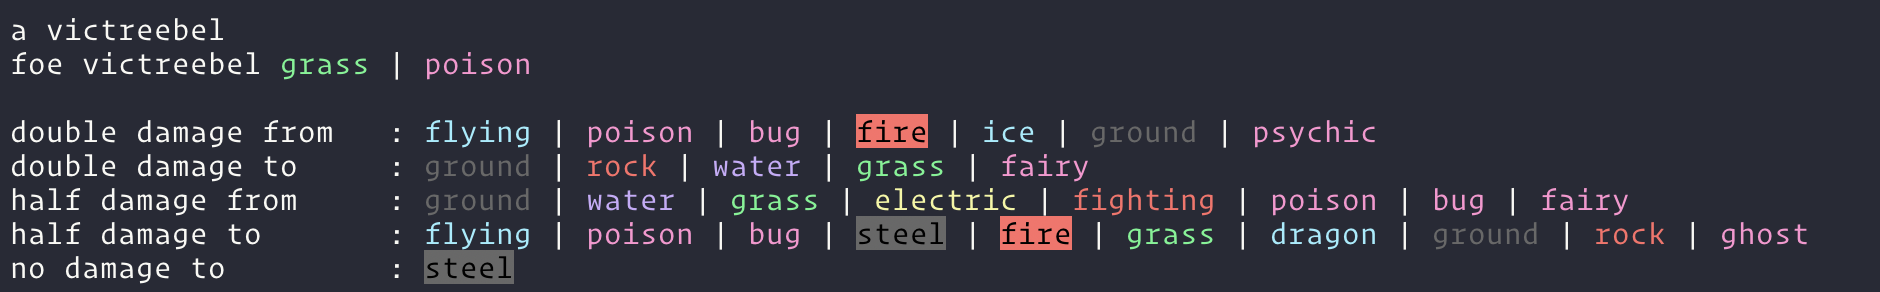 a victreebel
foe victreebel grass | poison
double damage from : flying | poison | bug | fire | ice | ground | psychic
double damage to : ground | rock | water | grass | fairy
half damage from : ground | water | grass | electric | fighting | poison | bug | fairy
half damage to : flying | poison | bug | steel | fire | grass | dragon | ground | rock | ghost
no damage to : steel